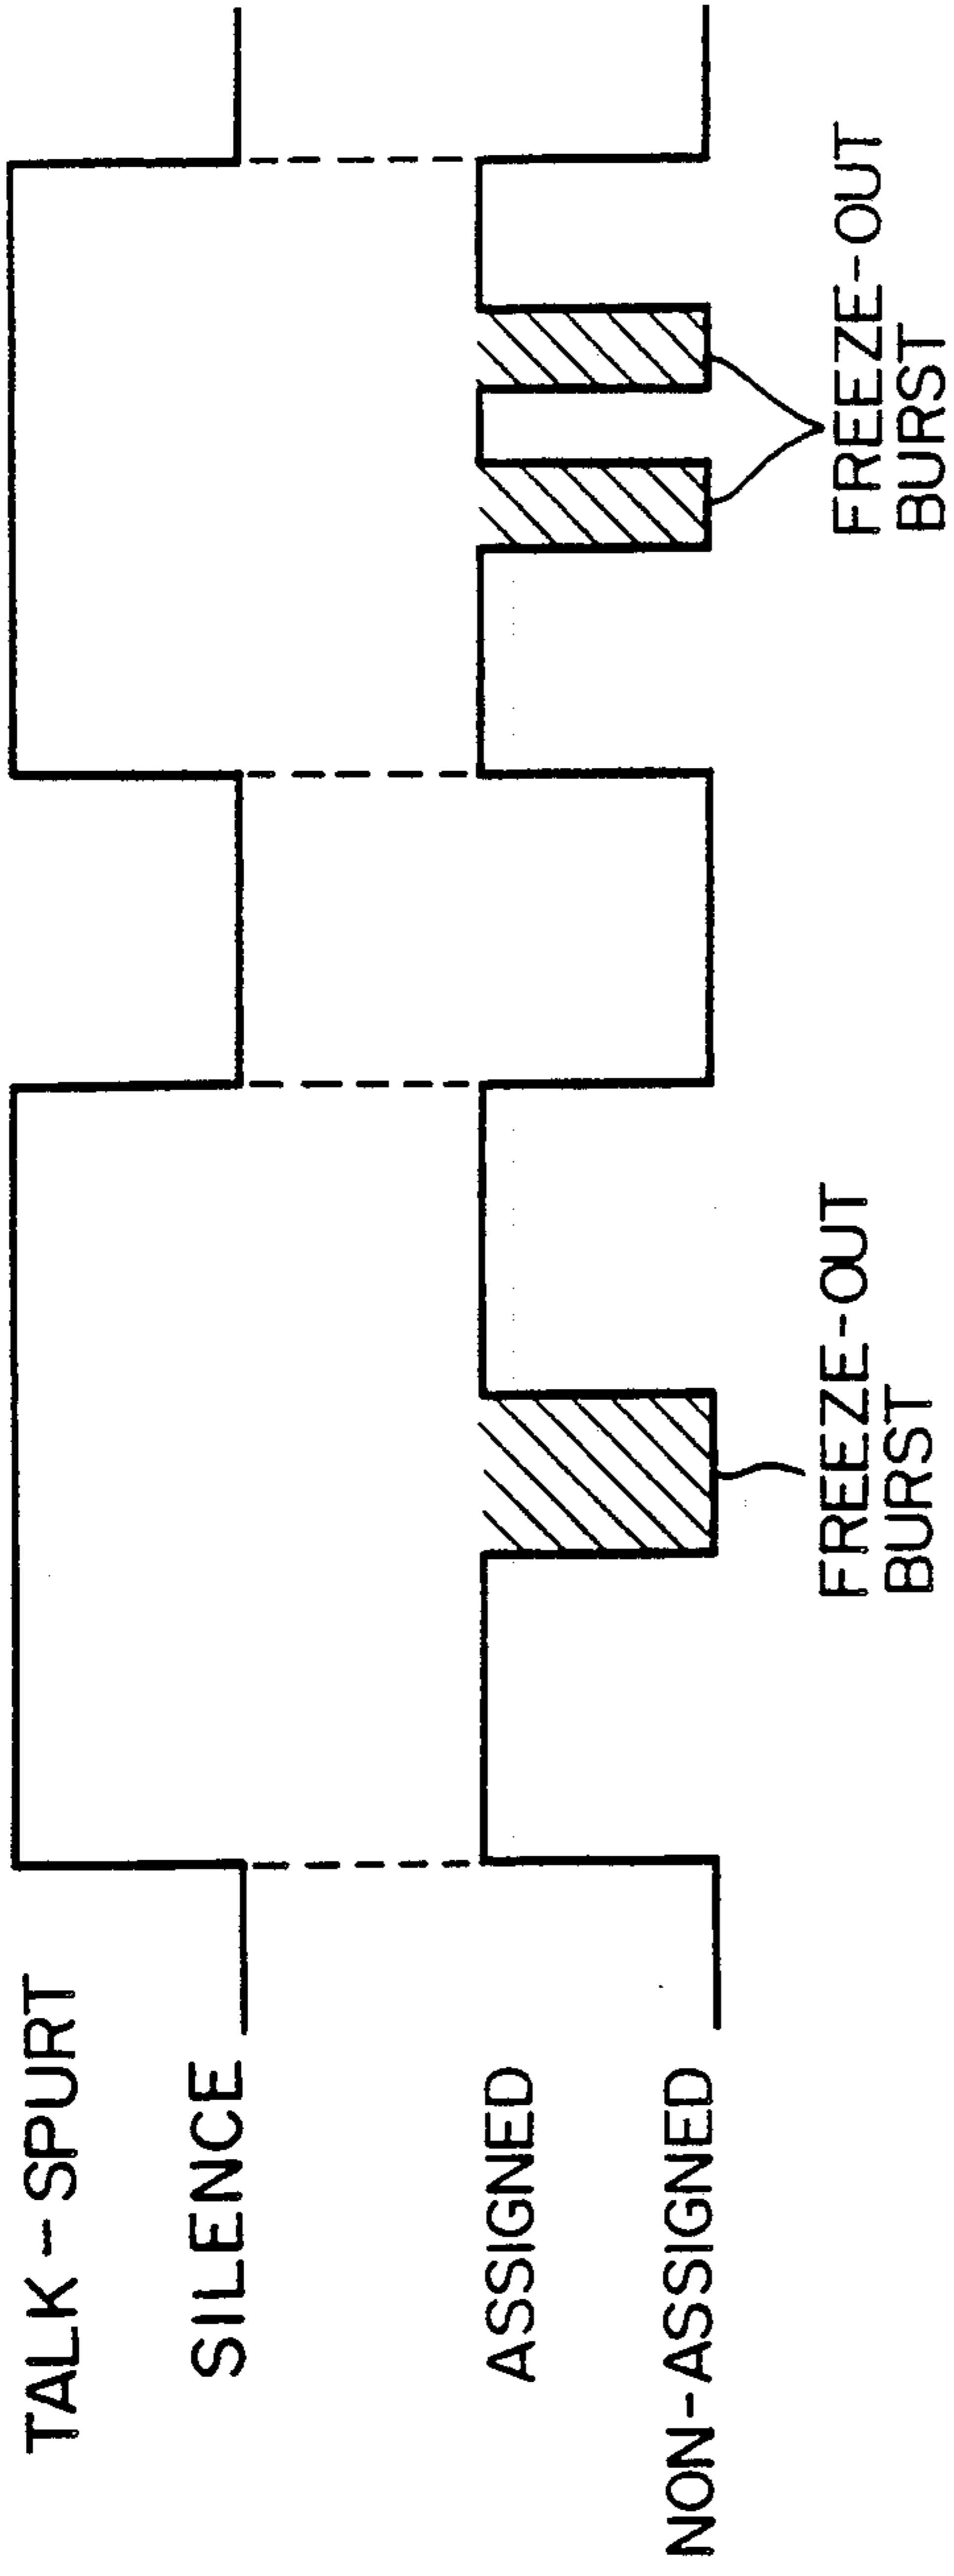 TALK-SPURT
SILENCE
ASSIGNED
NON-ASSIGNED
FREEZE-OUT
BURST
FREEZE-OUT
BURST